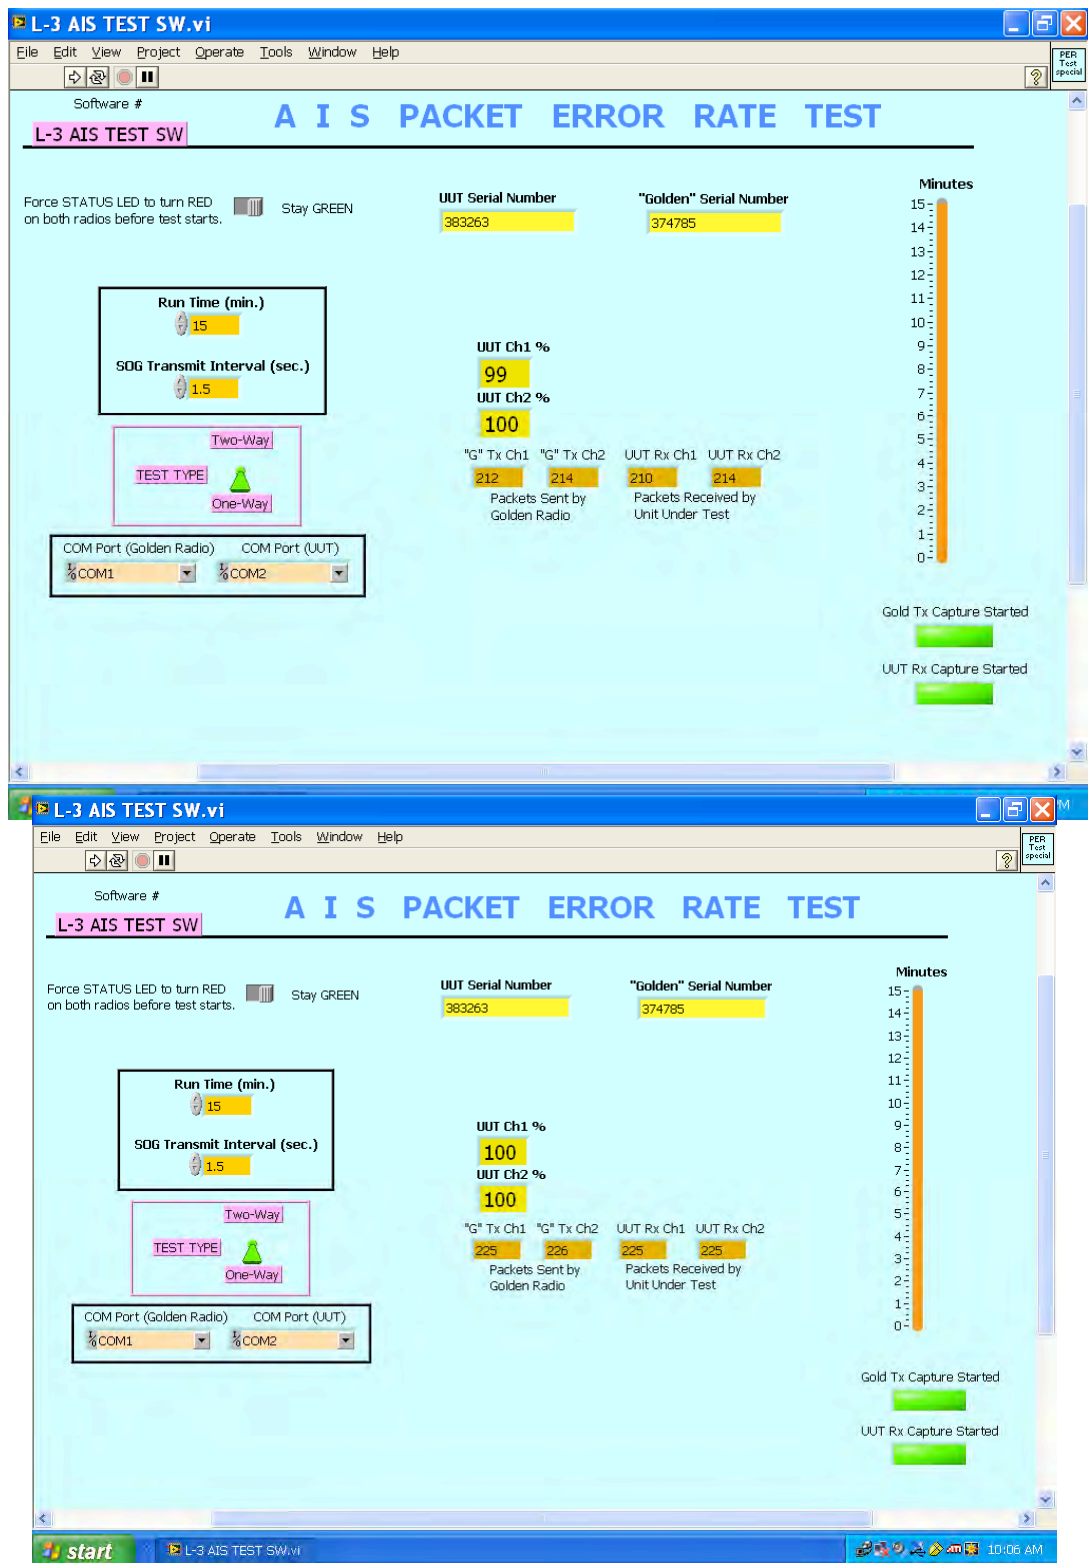 L-3 AIS TEST SW.vi
File Edit View Project Operate Tools Window Help
PER
Test
special
Software #
L-3 AIS TEST SW
A I S PACKET ERROR RATE TEST
Force STATUS LED to turn RED
on both radios before test starts.
Stay GREEN
UUT Serial Number
383263
"Golden" Serial Number
374785
Minutes
15
14
13
12
11
10
9
8
7
6
5
4
3
2
1
0
Run Time (min.)
15
SOG Transmit Interval (sec.)
1.5
UUT Ch1 %
99
UUT Ch2 %
100
"G" Tx Ch1 "G" Tx Ch2 UUT Rx Ch1 UUT Rx Ch2
212 214 210 214
Packets Sent by
Golden Radio
Packets Received by
Unit Under Test
Two-Way
TEST TYPE
One-Way
COM Port (Golden Radio) COM Port (UUT)
COM1 COM2
Gold Tx Capture Started
UUT Rx Capture Started
L-3 AIS TEST SW.vi
File Edit View Project Operate Tools Window Help
PER
Test
special
Software #
L-3 AIS TEST SW
A I S PACKET ERROR RATE TEST
Force STATUS LED to turn RED
on both radios before test starts.
Stay GREEN
UUT Serial Number
383263
"Golden" Serial Number
374785
Minutes
15
14
13
12
11
10
9
8
7
6
5
4
3
2
1
0
Run Time (min.)
15
SOG Transmit Interval (sec.)
1.5
UUT Ch1 %
100
UUT Ch2 %
100
"G" Tx Ch1 "G" Tx Ch2 UUT Rx Ch1 UUT Rx Ch2
225 226 225 225
Packets Sent by
Golden Radio
Packets Received by
Unit Under Test
Two-Way
TEST TYPE
One-Way
COM Port (Golden Radio) COM Port (UUT)
COM1 COM2
Gold Tx Capture Started
UUT Rx Capture Started
start L-3 AIS TEST SW.vi 10:06 AM